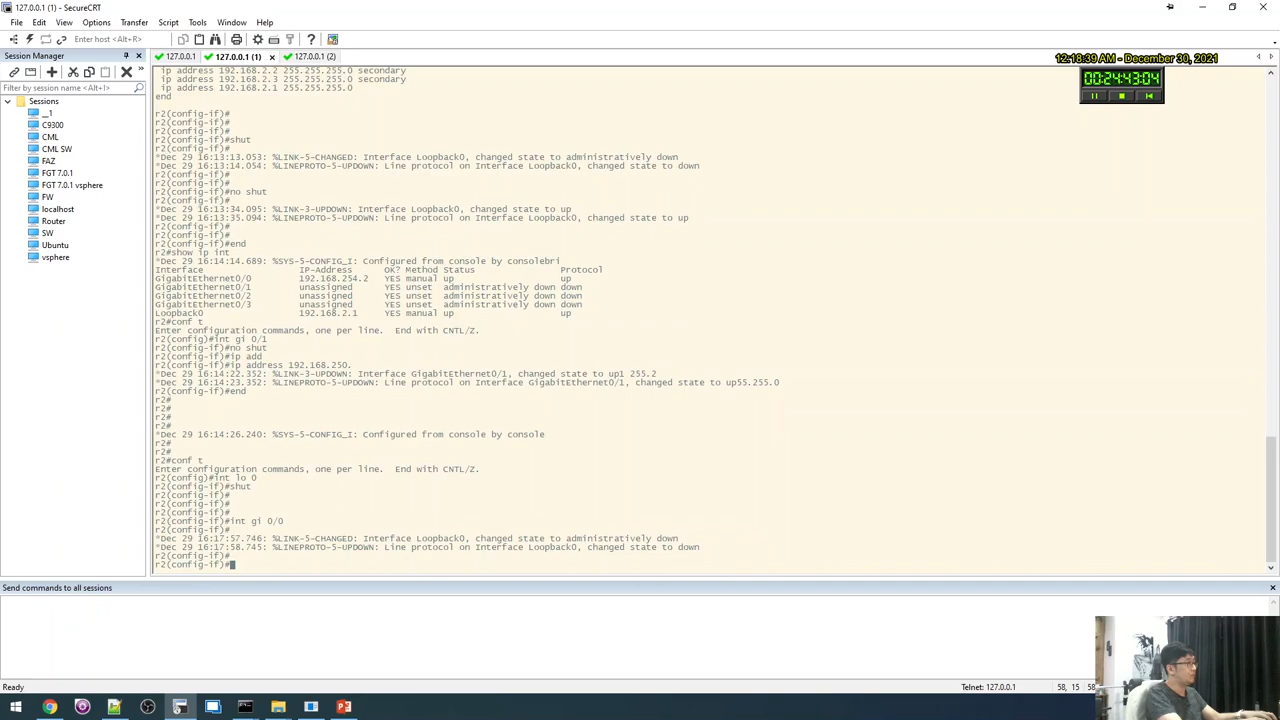 127.0.0.1 (1) - SecureCRT
File Edit View Options Transfer Script Tools Window Help
Enter host <Alt+R>
12:18:39 AM - December 30, 2021
00:24:43:04
Session Manager
127.0.0.1
127.0.0.1 (1)
127.0.0.1 (2)
Filter by session name <Alt+I>
Sessions
_1
C9300
CML
CML SW
FAZ
FGT 7.0.1
FGT 7.0.1 vsphere
FW
localhost
Router
SW
Ubuntu
vsphere
ip address 192.168.2.2 255.255.255.0 secondary
ip address 192.168.2.3 255.255.255.0 secondary
ip address 192.168.2.1 255.255.255.0
end
r2(config-if)#
r2(config-if)#
r2(config-if)#
r2(config-if)#shut
r2(config-if)#
*Dec 29 16:13:13.053: %LINK-5-CHANGED: Interface Loopback0, changed state to administratively down
*Dec 29 16:13:14.054: %LINEPROTO-5-UPDOWN: Line protocol on Interface Loopback0, changed state to down
r2(config-if)#
r2(config-if)#
r2(config-if)#no shut
r2(config-if)#
*Dec 29 16:13:34.095: %LINK-3-UPDOWN: Interface Loopback0, changed state to up
*Dec 29 16:13:35.094: %LINEPROTO-5-UPDOWN: Line protocol on Interface Loopback0, changed state to up
r2(config-if)#
r2(config-if)#
r2(config-if)#end
r2#show ip int
*Dec 29 16:14:14.689: %SYS-5-CONFIG_I: Configured from console by consolebri
Interface IP-Address OK? Method Status Protocol
GigabitEthernet0/0 192.168.254.2 YES manual up up
GigabitEthernet0/1 unassigned YES unset administratively down down
GigabitEthernet0/2 unassigned YES unset administratively down down
GigabitEthernet0/3 unassigned YES unset administratively down down
Loopback0 192.168.2.1 YES manual up up
r2#conf t
Enter configuration commands, one per line. End with CNTL/Z.
r2(config)#int gi 0/1
r2(config-if)#no shut
r2(config-if)#ip add
r2(config-if)#ip address 192.168.250.
*Dec 29 16:14:22.352: %LINK-3-UPDOWN: Interface GigabitEthernet0/1, changed state to up1 255.2
*Dec 29 16:14:23.352: %LINEPROTO-5-UPDOWN: Line protocol on Interface GigabitEthernet0/1, changed state to up55.255.0
r2(config-if)#end
r2#
r2#
r2#
r2#
*Dec 29 16:14:26.240: %SYS-5-CONFIG_I: Configured from console by console
r2#
r2#
r2#conf t
Enter configuration commands, one per line. End with CNTL/Z.
r2(config)#int lo 0
r2(config-if)#shut
r2(config-if)#
r2(config-if)#
r2(config-if)#
r2(config-if)#int gi 0/0
r2(config-if)#
*Dec 29 16:17:57.746: %LINK-5-CHANGED: Interface Loopback0, changed state to administratively down
*Dec 29 16:17:58.745: %LINEPROTO-5-UPDOWN: Line protocol on Interface Loopback0, changed state to down
r2(config-if)#
r2(config-if)#
Send commands to all sessions
Ready
Telnet: 127.0.0.1
58, 15
58